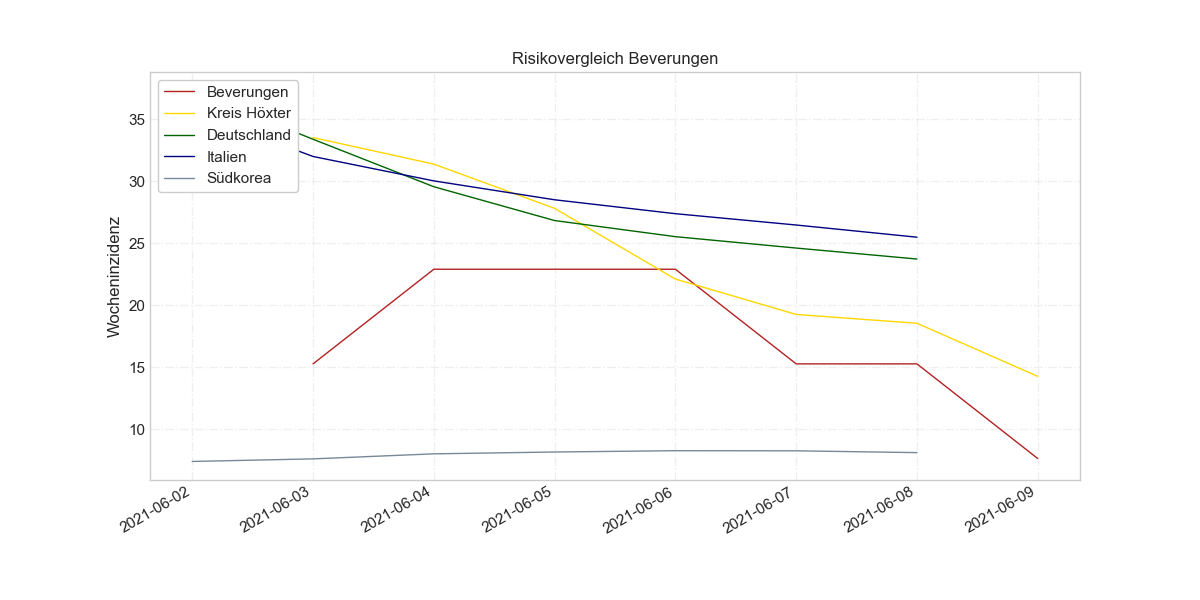 Risikovergleich Beverungen
Beverungen
Kreis Höxter
Deutschland
Italien
Südkorea
Wocheninzidenz
35
30
25
20
15
10
2021-06-02
2021-06-03
2021-06-04
2021-06-05
2021-06-06
2021-06-07
2021-06-08
2021-06-09